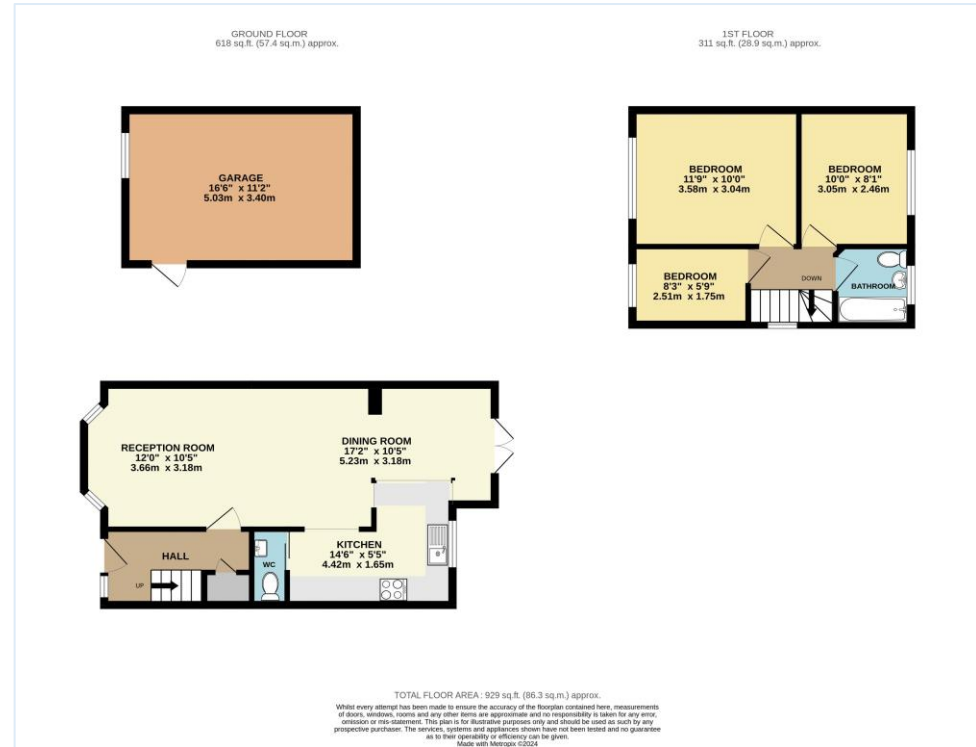 GROUND FLOOR
618 sq.ft. (57.4 sq.m.) approx.
1ST FLOOR
311 sq.ft. (28.9 sq.m.) approx.
GARAGE
16'6" x 11'2"
5.03m x 3.40m
BEDROOM
11'9" x 10'0"
3.58m x 3.04m
BEDROOM
10'0" x 8'1"
3.05m x 2.46m
BEDROOM
8'3" x 5'9"
2.51m x 1.75m
DOWN
BATHROOM
RECEPTION ROOM
12'0" x 10'5"
3.66m x 3.18m
DINING ROOM
17'2" x 10'5"
5.23m x 3.18m
HALL
UP
WC
KITCHEN
14'6" x 5'5"
4.42m x 1.65m
TOTAL FLOOR AREA : 929 sq.ft. (86.3 sq.m.) approx.
Whilst every attempt has been made to ensure the accuracy of the floorplan contained here, measurements
of doors, windows, rooms and any other items are approximate and no responsibility is taken for any error,
omission or mis-statement. This plan is for illustrative purposes only and should be used as such by any
prospective purchaser. The services, systems and appliances shown have not been tested and no guarantee
as to their operability or efficiency can be given.
Made with Metropix ©2024